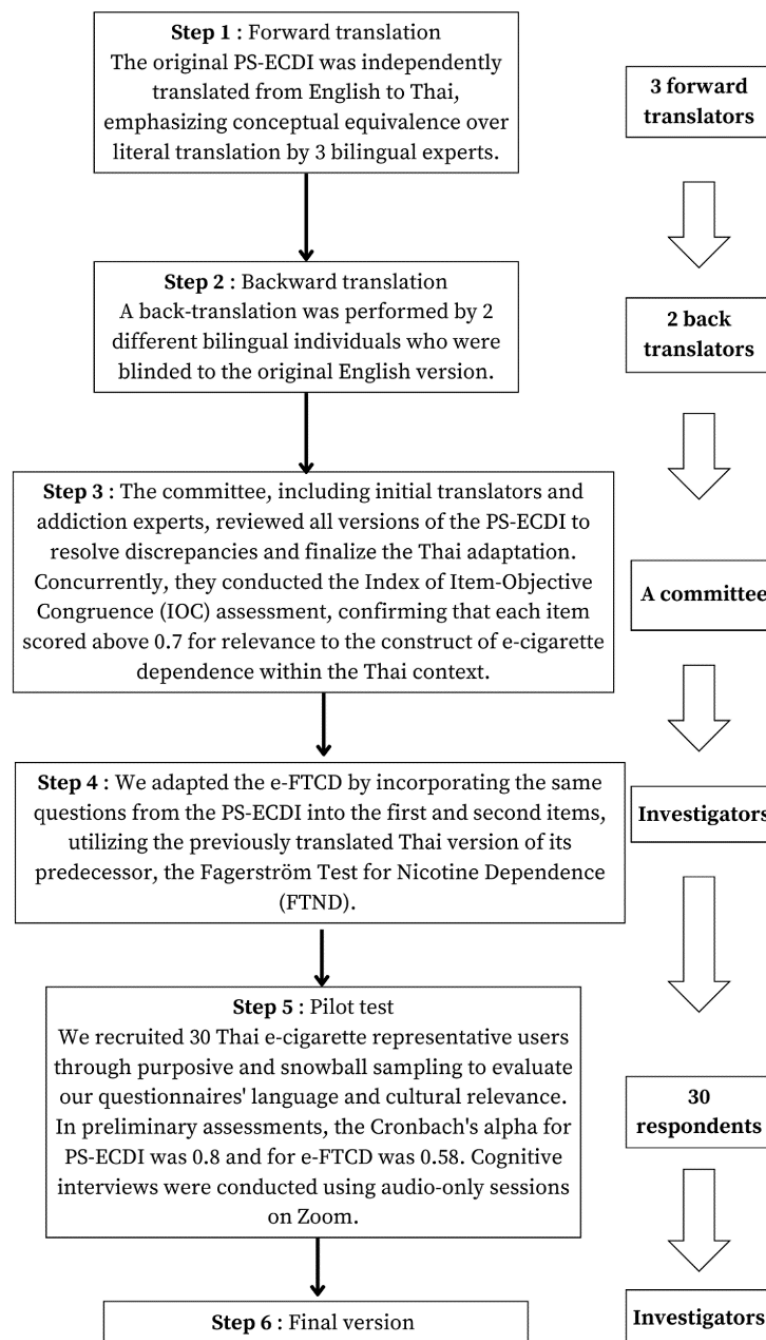 Step 1 : Forward translation
The original PS-ECDI was independently
translated from English to Thai,
emphasizing conceptual equivalence over
literal translation by 3 bilingual experts.
3 forward
translators
Step 2 : Backward translation
A back-translation was performed by 2
different bilingual individuals who were
blinded to the original English version.
2 back
translators
Step 3 : The committee, including initial translators and
addiction experts, reviewed all versions of the PS-ECDI to
resolve discrepancies and finalize the Thai adaptation.
Concurrently, they conducted the Index of Item-Objective
Congruence (IOC) assessment, confirming that each item
scored above 0.7 for relevance to the construct of e-cigarette
dependence within the Thai context.
A committee
Step 4 : We adapted the e-FTCD by incorporating the same
questions from the PS-ECDI into the first and second items,
utilizing the previously translated Thai version of its
predecessor, the Fagerström Test for Nicotine Dependence
(FTND).
Investigators
Step 5 : Pilot test
We recruited 30 Thai e-cigarette representative users
through purposive and snowball sampling to evaluate
our questionnaires' language and cultural relevance.
In preliminary assessments, the Cronbach's alpha for
PS-ECDI was 0.8 and for e-FTCD was 0.58. Cognitive
interviews were conducted using audio-only sessions
on Zoom.
30
respondents
Step 6 : Final version
Investigators